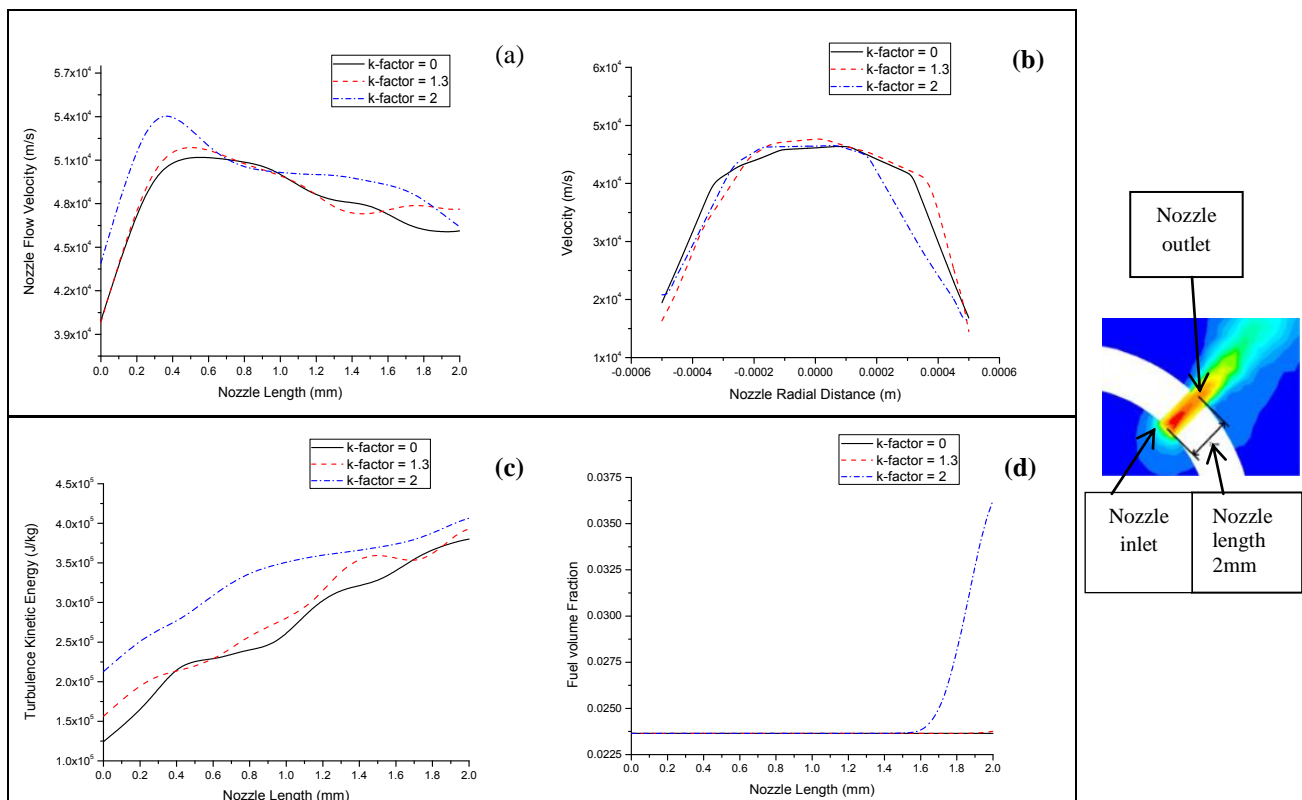 (a)
k-factor = 0
k-factor = 1.3
k-factor = 2
5.7x10⁴
5.4x10⁴
5.1x10⁴
4.8x10⁴
4.5x10⁴
4.2x10⁴
3.9x10⁴
Nozzle Flow Velocity (m/s)
0.0 0.2 0.4 0.6 0.8 1.0 1.2 1.4 1.6 1.8 2.0
Nozzle Length (mm)
(b)
k-factor = 0
k-factor = 1.3
k-factor = 2
6x10⁴
5x10⁴
4x10⁴
3x10⁴
2x10⁴
1x10⁴
Velocity (m/s)
-0.0006 -0.0004 -0.0002 0.0000 0.0002 0.0004 0.0006
Nozzle Radial Distance (m)
(c)
k-factor = 0
k-factor = 1.3
k-factor = 2
4.5x10⁵
4.0x10⁵
3.5x10⁵
3.0x10⁵
2.5x10⁵
2.0x10⁵
1.5x10⁵
1.0x10⁵
Turbulence Kinetic Energy (J/kg)
0.0 0.2 0.4 0.6 0.8 1.0 1.2 1.4 1.6 1.8 2.0
Nozzle Length (mm)
(d)
k-factor = 0
k-factor = 1.3
k-factor = 2
0.0375
0.0350
0.0325
0.0300
0.0275
0.0250
0.0225
Fuel volume Fraction
0.0 0.2 0.4 0.6 0.8 1.0 1.2 1.4 1.6 1.8 2.0
Nozzle Length (mm)
Nozzle
outlet
Nozzle
inlet
Nozzle
length
2mm